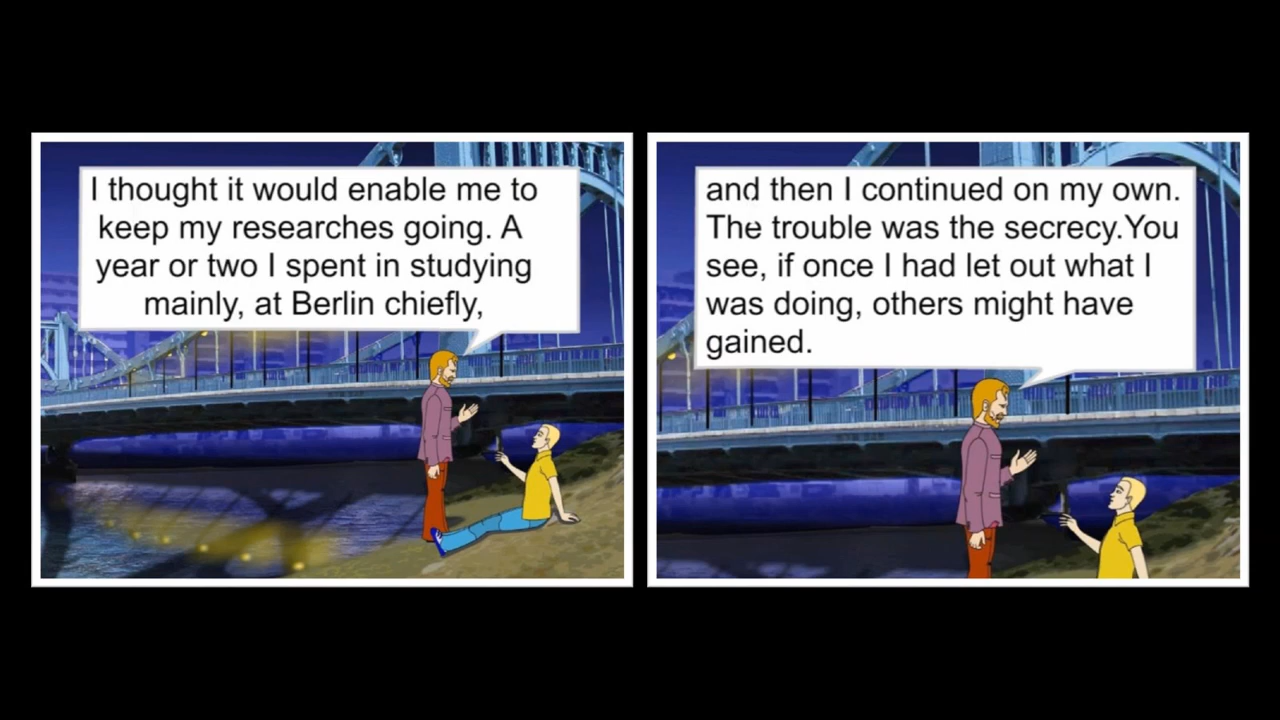 I thought it would enable me to
keep my researches going. A
year or two I spent in studying
mainly, at Berlin chiefly,
and then I continued on my own.
The trouble was the secrecy.You
see, if once I had let out what I
was doing, others might have
gained.